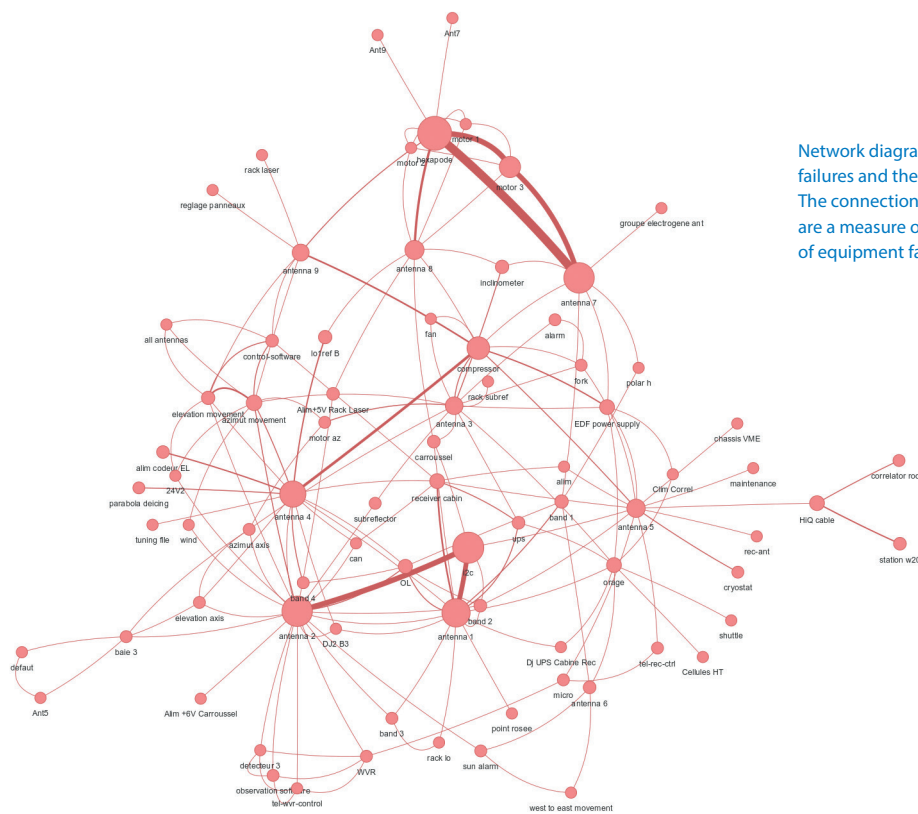 Ant7
Ant9
motor 1
motor 2
hexapode
rack laser
motor 3
Network diagra
failures and the
The connection
are a measure o
of equipment fa
reglage panneaux
groupe electrogene ant
antenna 9
antenna 8
inclinometer
antenna 7
all antennas
fan
alarm
control-software
lo1ref B
compressor
polar h
fork
rack subref
elevation movement
azimut movement
Alim+5V Rack Laser
motor az
antenna 3
EDF power supply
chassis VME
carroussel
alim codeur EL
24V2
alim
Clim Correl
maintenance
correlator roo
parabola deicing
antenna 4
receiver cabin
subreflector
band 1
antenna 5
HiQ cable
tuning file
wind
azimut axis
can
ups
rec-ant
station w20
i2c
OL
orage
cryostat
band 4
elevation axis
antenna 2
antenna 1
band 2
baie 3
DJ2 B3
shuttle
defaut
Dj UPS Cabine Rec
tel-rec-ctrl
Cellules HT
micro
antenna 6
Ant5
Alim +6V Carroussel
band 3
point rosee
rack lo
sun alarm
detecteur 3
WVR
observation software
tel-wvr-control
west to east movement